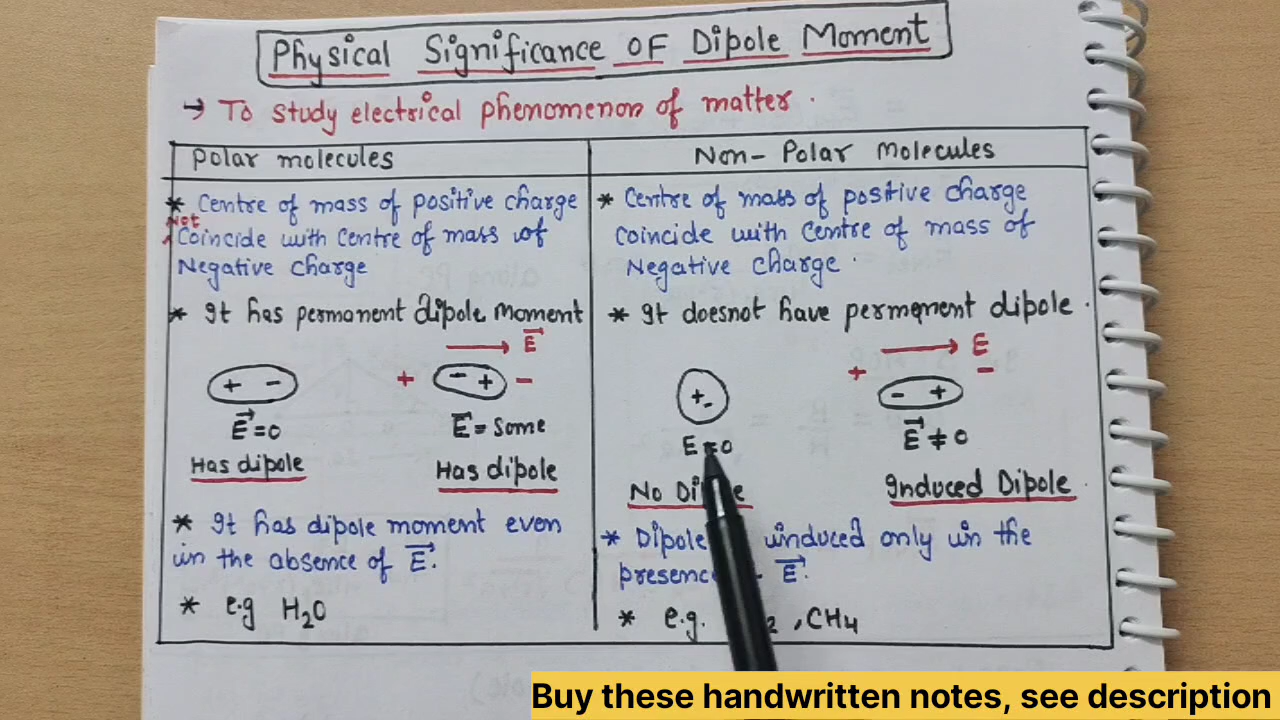 Physical Significance OF Dipole Moment
→ To study electrical phenomenon of matter.
Polar molecules
* Centre of mass of positive charge
Not
Coincide with centre of mass of
Negative charge
* It has permanent dipole moment
E
+ - + - + -
E=0 E = Some
Has dipole Has dipole
* It has dipole moment even
in the absence of E.
* e.g H2O
Non-Polar Molecules
* Centre of mass of positive charge
coincide with centre of mass of
Negative charge
* It doesnot have permenent dipole.
E
+ -
+ - - +
E=0 E ≠ 0
No Induced Dipole
* Dipole induced only in the
presence E.
* e.g. , CH4
Buy these handwritten notes, see description